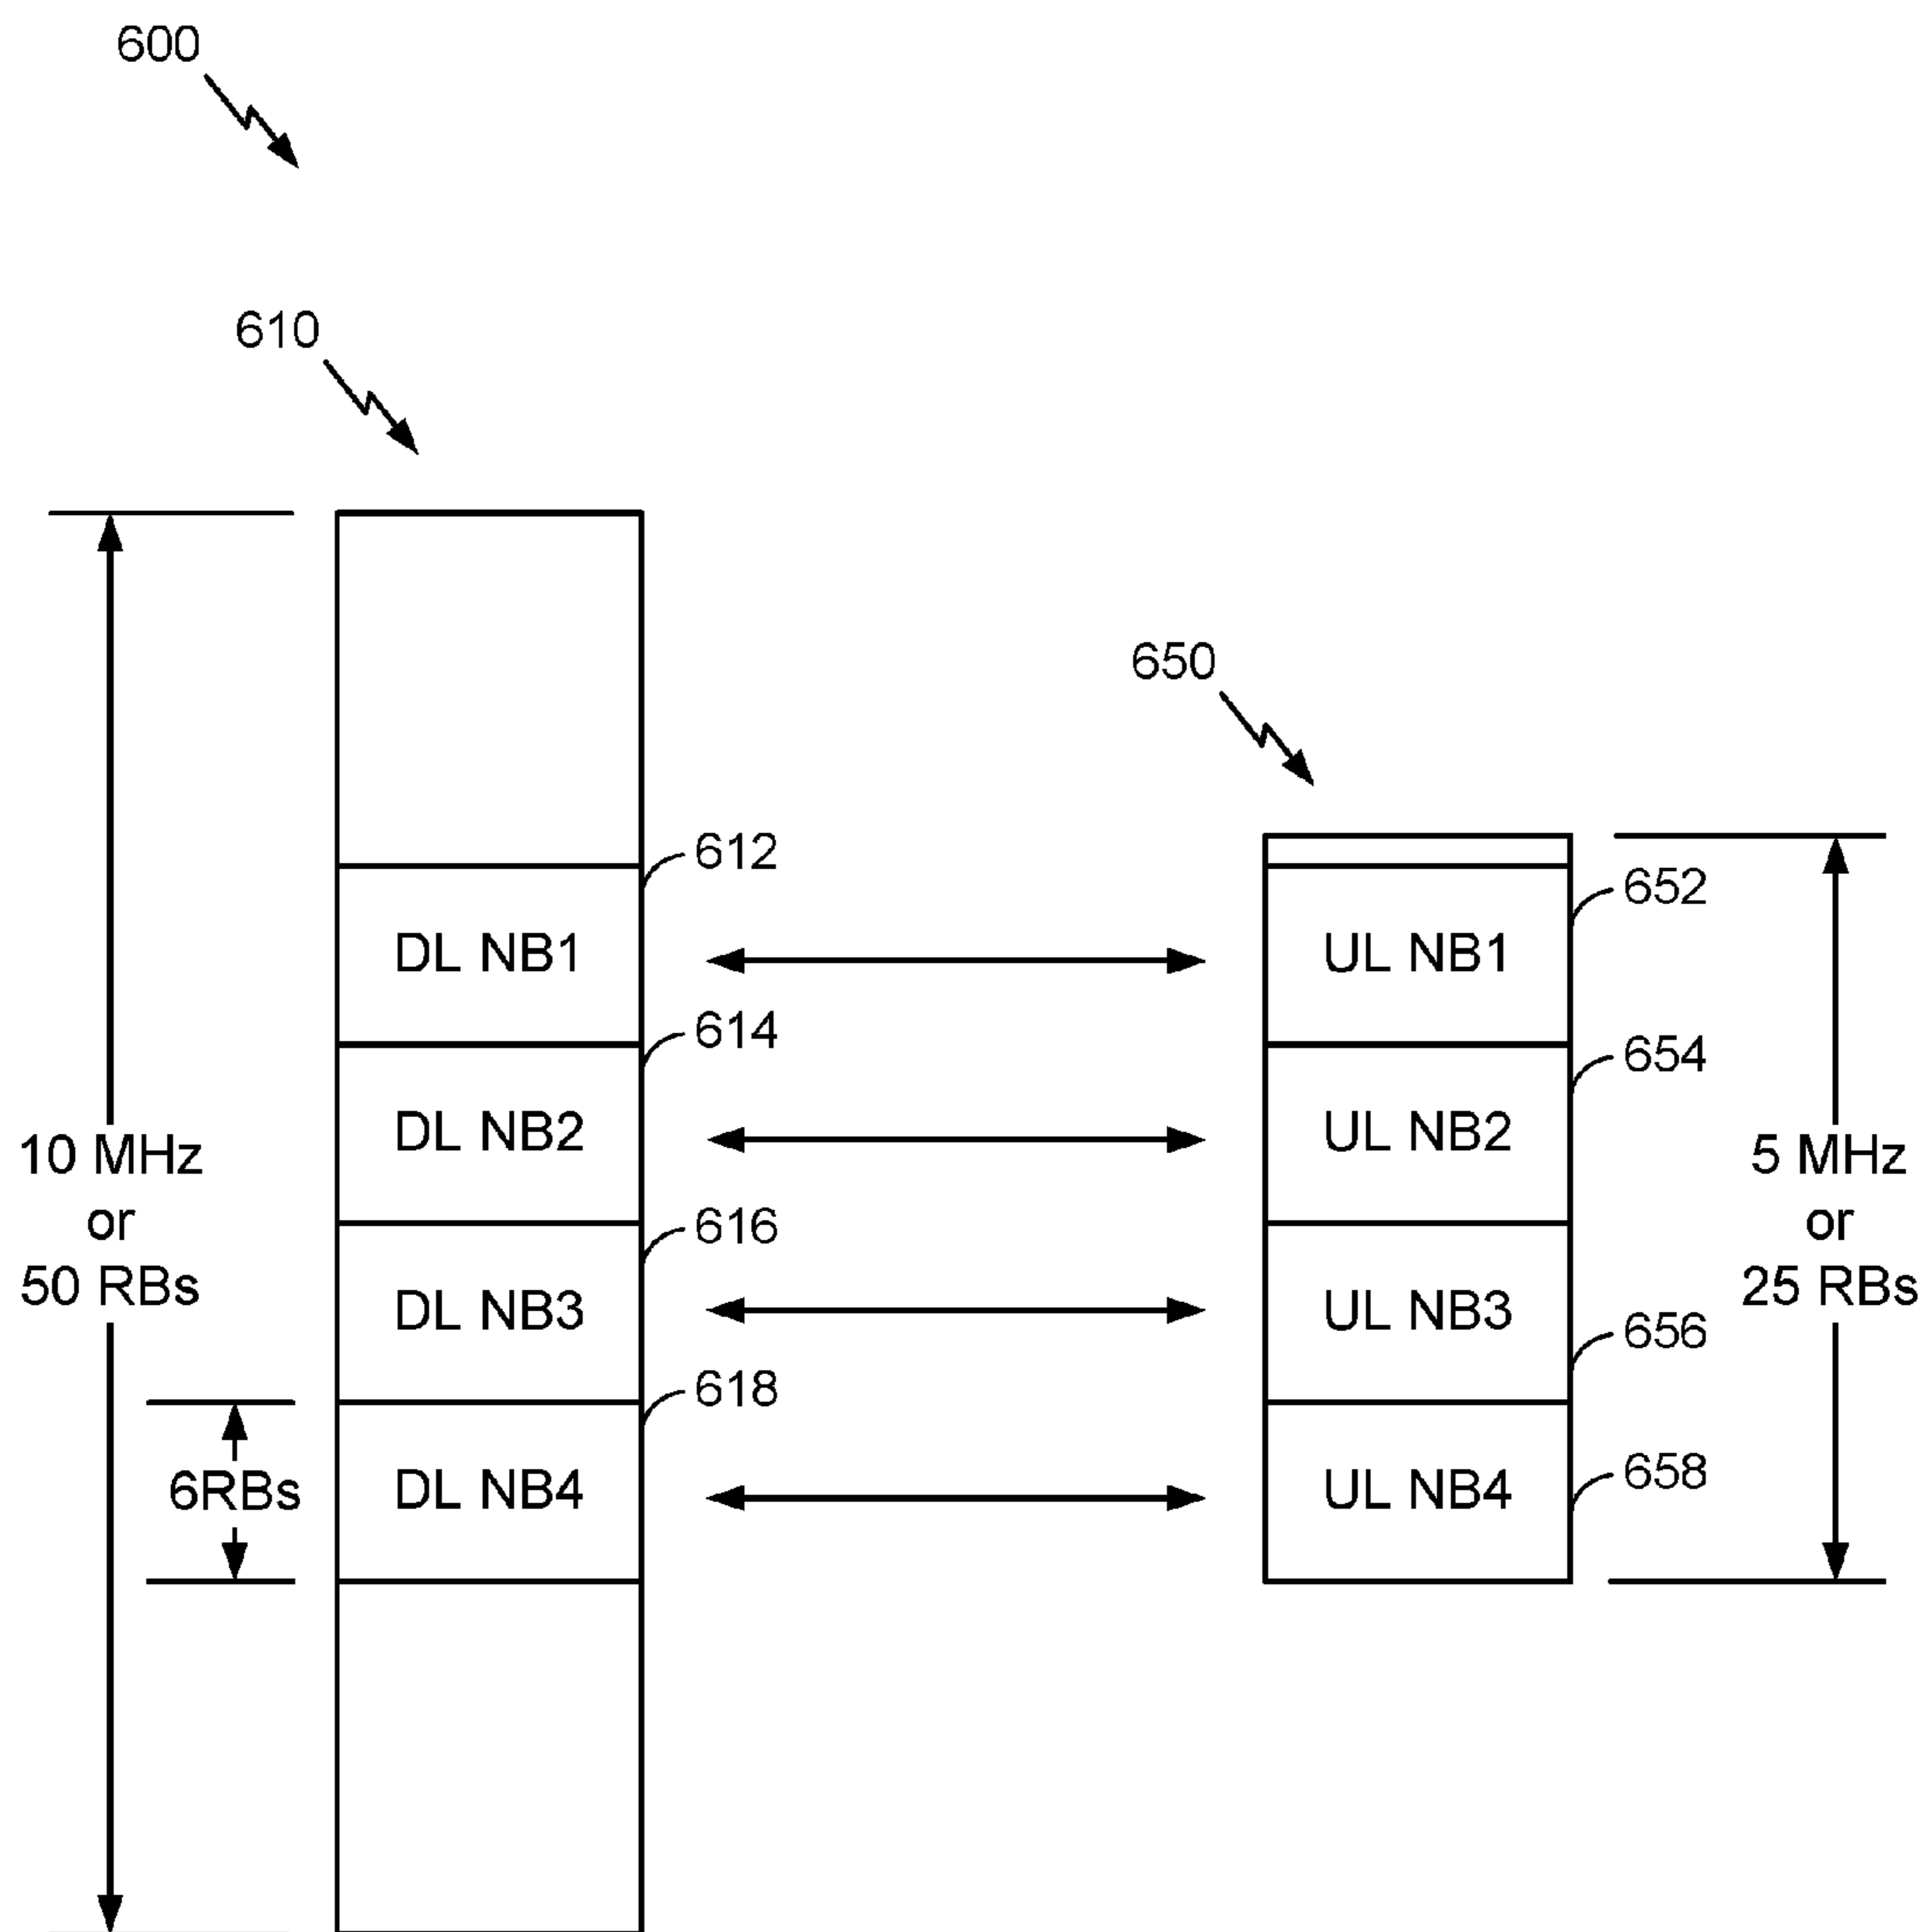 600
610
650
612
652
DL NB1
UL NB1
614
654
DL NB2
UL NB2
10 MHz
or
50 RBs
5 MHz
or
25 RBs
616
DL NB3
UL NB3
656
618
6RBs
DL NB4
UL NB4
658